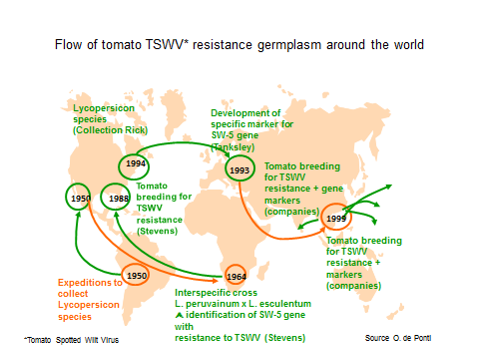 Flow of tomato TSWV* resistance germplasm around the world
Lycopersicon
species
(Collection Rick)
Development of
specific marker for
SW-5 gene
(Tanksley)
1994
1993
Tomato breeding
for TSWV
resistance + gene
markers
(companies)
1950
1988
Tomato
breeding for
TSWV
resistance
(Stevens)
1999
Tomato breeding
for TSWV
resistance +
markers
(companies)
1950
1964
Expeditions to
collect
Lycopersicon
species
Interspecific cross
L. peruvainum x L. esculentum
identification of SW-5 gene
with
resistance to TSWV (Stevens)
*Tomato Spotted Wilt Virus
Source O. de Ponti